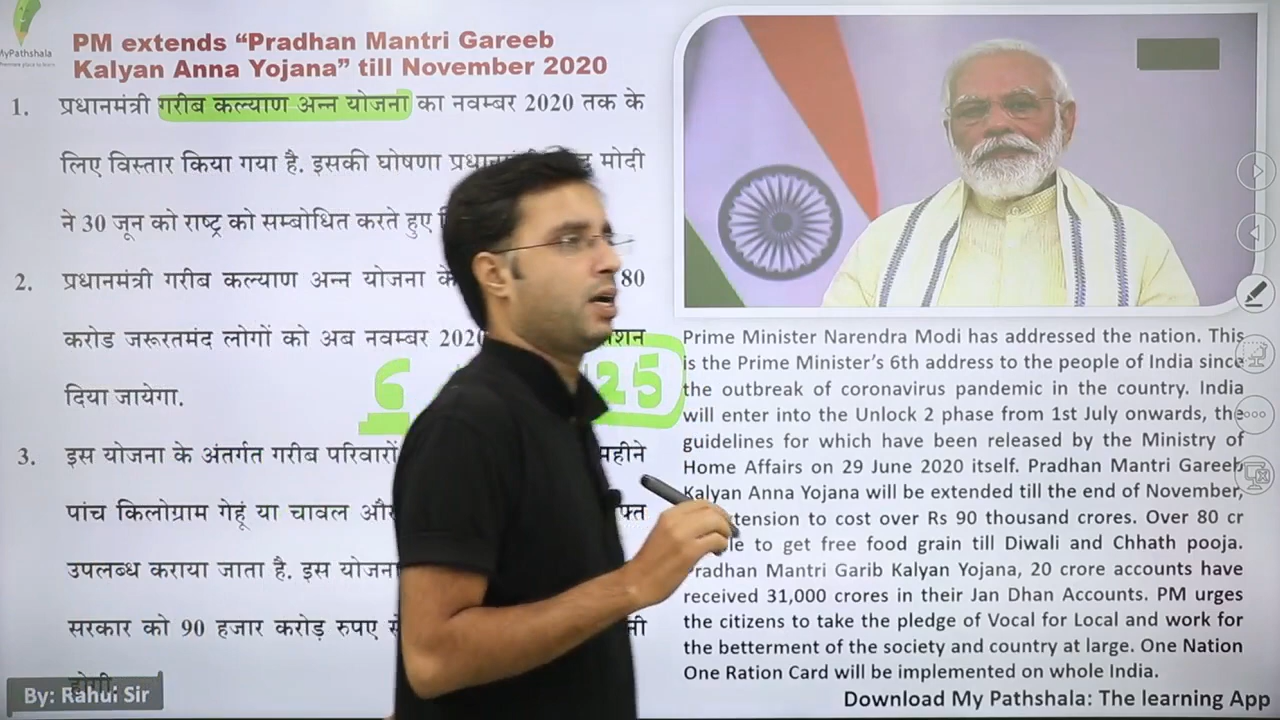 MyPathshala
PM extends “Pradhan Mantri Gareeb
Kalyan Anna Yojana” till November 2020
1. प्रधानमंत्री गरीब कल्याण अन्न योजना का नवम्बर 2020 तक के
लिए विस्तार किया गया है. इसकी घोषणा मोदी
ने 30 जून को राष्ट्र को सम्बोधित करते हुए
2. प्रधानमंत्री गरीब कल्याण अन्न योजना 80
करोड जरूरतमंद लोगों को अब नवम्बर 2020
6 25
दिया जायेगा.
3. इस योजना के अंतर्गत गरीब परिवारों
पांच किलोग्राम गेहूं या चावल
उपलब्ध कराया जाता है. इस
सरकार को 90 हजार करोड़ रुपए
होगी.
By: Rahul Sir
Prime Minister Narendra Modi has addressed the nation. This
is the Prime Minister’s 6th address to the people of India since
the outbreak of coronavirus pandemic in the country. India
will enter into the Unlock 2 phase from 1st July onwards, the
guidelines for which have been released by the Ministry of
Home Affairs on 29 June 2020 itself. Pradhan Mantri Gareeb
Kalyan Anna Yojana will be extended till the end of November,
to cost over Rs 90 thousand crores. Over 80 cr
to get free food grain till Diwali and Chhath pooja.
Pradhan Mantri Garib Kalyan Yojana, 20 crore accounts have
received 31,000 crores in their Jan Dhan Accounts. PM urges
the citizens to take the pledge of Vocal for Local and work for
the betterment of the society and country at large. One Nation
One Ration Card will be implemented on whole India.
Download My Pathshala: The learning App